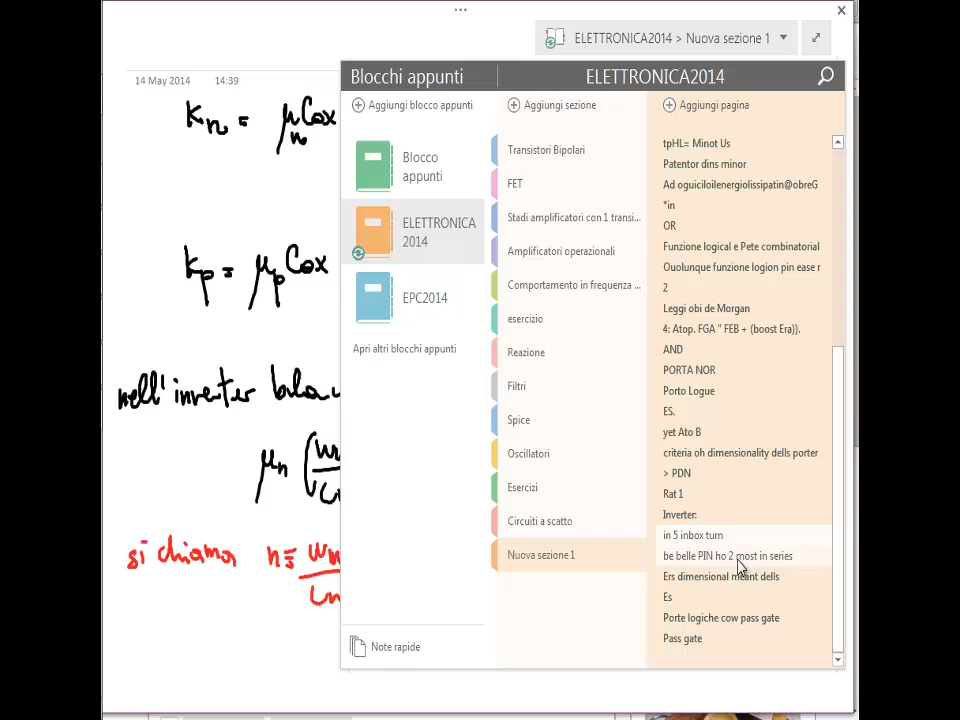 ELETTRONICA2014 > Nuova sezione 1
14 May 2014 14:39
Blocchi appunti
ELETTRONICA2014
Aggiungi blocco appunti
Aggiungi sezione
Aggiungi pagina
Blocco appunti
ELETTRONICA 2014
EPC2014
Apri altri blocchi appunti
Note rapide
Transistori Bipolari
FET
Stadi amplificatori con 1 transi...
Amplificatori operazionali
Comportamento in frequenza ...
esercizio
Reazione
Filtri
Spice
Oscillatori
Esercizi
Circuiti a scatto
Nuova sezione 1
tpHL= Minot Us
Patentor dins minor
Ad oguiciloilenergiolissipatin@obreG
*in
OR
Funzione logical e Pete combinatorial
Ouolunque funzione logion pin ease r
2
Leggi obi de Morgan
4: Atop. FGA " FEB + (boost Era)).
AND
PORTA NOR
Porto Logue
ES.
yet Ato B
criteria oh dimensionality dells porter
> PDN
Rat 1
Inverter:
in 5 inbox turn
be belle PIN ho 2 most in series
Ers dimensional meant dells
Es
Porte logiche cow pass gate
Pass gate
kn = μn Cox
kp = μp Cox
nell'inverter
μn
si chiama n =